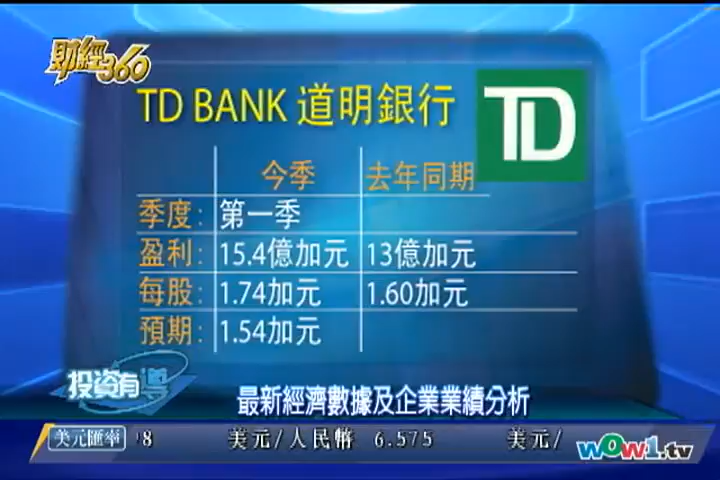 財經360
TD BANK 道明銀行
TD
今季 去年同期
季度: 第一季
盈利: 15.4億加元 13億加元
每股: 1.74加元 1.60加元
預期: 1.54加元
投資有導
最新經濟數據及企業業績分析
美元匯率 8 美元/人民幣 6.575 美元/
wow1.tv